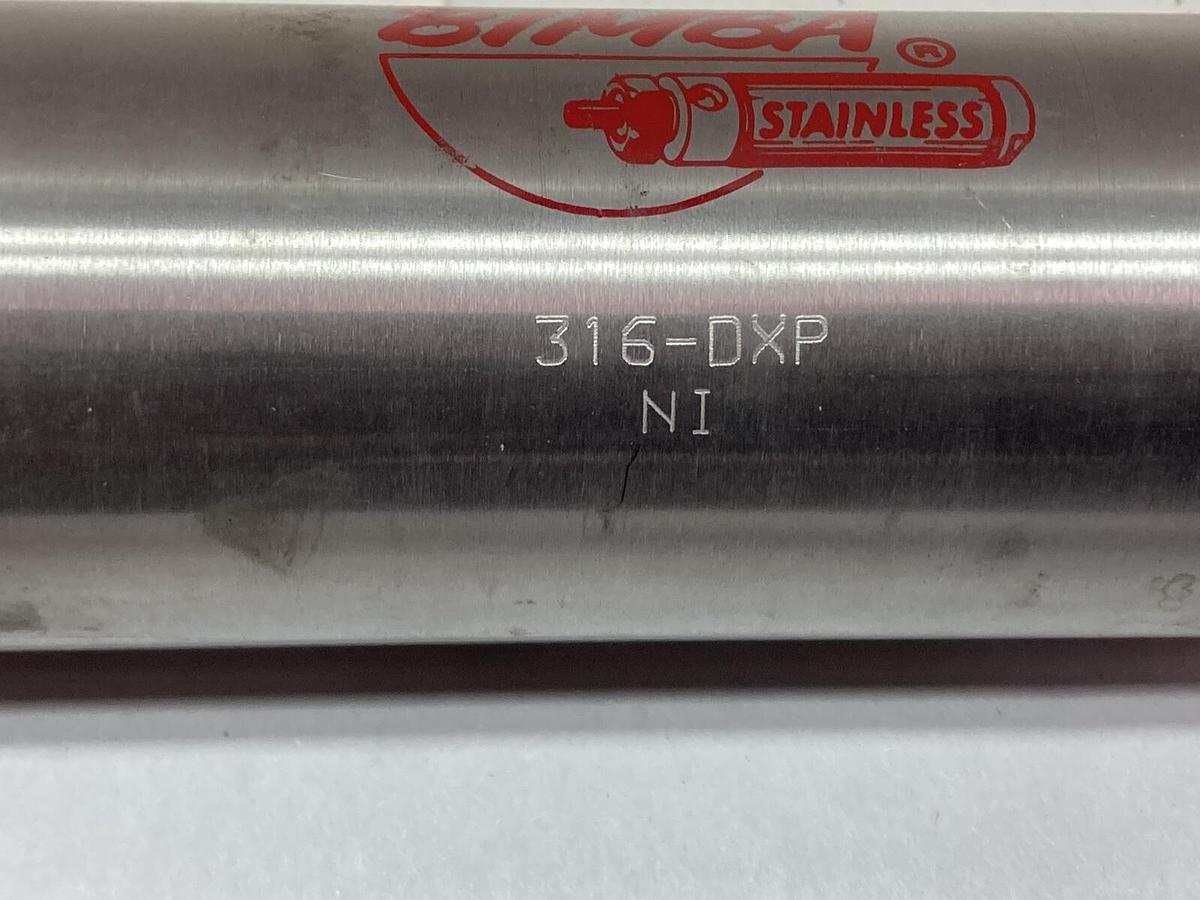 BIMBA®
STAINLESS
316-DXP
NI